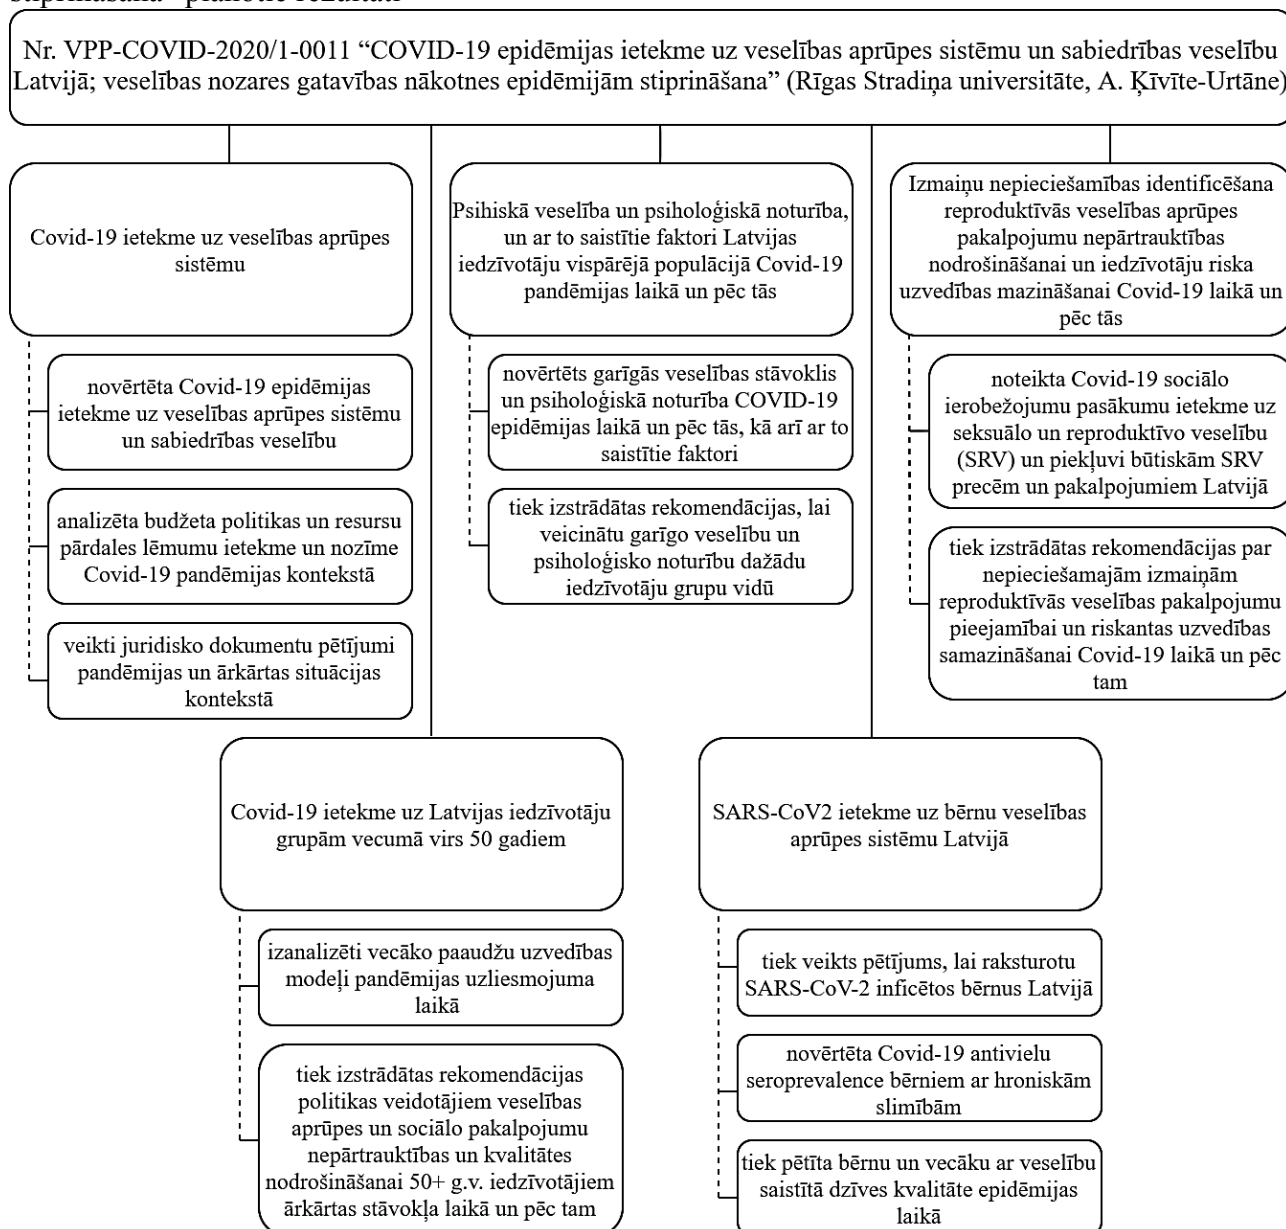 stiprināšana" plānotie rezultāti
Nr. VPP-COVID-2020/1-0011 “COVID-19 epidēmijas ietekme uz veselības aprūpes sistēmu un sabiedrības veselību
Latvijā; veselības nozares gatavības nākotnes epidēmijām stiprināšana” (Rīgas Stradiņa universitāte, A. Ķīvīte-Urtāne)
Covid-19 ietekme uz veselības aprūpes
sistēmu
novērtēta Covid-19 epidēmijas
ietekme uz veselības aprūpes sistēmu
un sabiedrības veselību
analizēta budžeta politikas un resursu
pārdales lēmumu ietekme un nozīme
Covid-19 pandēmijas kontekstā
veikti juridisko dokumentu pētījumi
pandēmijas un ārkārtas situācijas
kontekstā
Psihiskā veselība un psiholoģiskā noturība,
un ar to saistītie faktori Latvijas
iedzīvotāju vispārējā populācijā Covid-19
pandēmijas laikā un pēc tās
novērtēts garīgās veselības stāvoklis
un psiholoģiskā noturība COVID-19
epidēmijas laikā un pēc tās, kā arī ar to
saistītie faktori
tiek izstrādātas rekomendācijas, lai
veicinātu garīgo veselību un
psiholoģisko noturību dažādu
iedzīvotāju grupu vidū
Izmaiņu nepieciešamības identificēšana
reproduktīvās veselības aprūpes
pakalpojumu nepārtrauktības
nodrošināšanai un iedzīvotāju riska
uzvedības mazināšanai Covid-19 laikā un
pēc tās
noteikta Covid-19 sociālo
ierobežojumu pasākumu ietekme uz
seksuālo un reproduktīvo veselību
(SRV) un piekļuvi būtiskām SRV
precēm un pakalpojumiem Latvijā
tiek izstrādātas rekomendācijas par
nepieciešamajām izmaiņām
reproduktīvās veselības pakalpojumu
pieejamībai un riskantas uzvedības
samazināšanai Covid-19 laikā un pēc
tam
Covid-19 ietekme uz Latvijas iedzīvotāju
grupām vecumā virs 50 gadiem
izanalizēti vecāko paaudžu uzvedības
modeļi pandēmijas uzliesmojuma
laikā
tiek izstrādātas rekomendācijas
politikas veidotājiem veselības
aprūpes un sociālo pakalpojumu
nepārtrauktības un kvalitātes
nodrošināšanai 50+ g.v. iedzīvotājiem
ārkārtas stāvokļa laikā un pēc tam
SARS-CoV2 ietekme uz bērnu veselības
aprūpes sistēmu Latvijā
tiek veikts pētījums, lai raksturotu
SARS-CoV-2 inficētos bērnus Latvijā
novērtēta Covid-19 antivielu
seroprevalence bērniem ar hroniskām
slimībām
tiek pētīta bērnu un vecāku ar veselību
saistītā dzīves kvalitāte epidēmijas
laikā